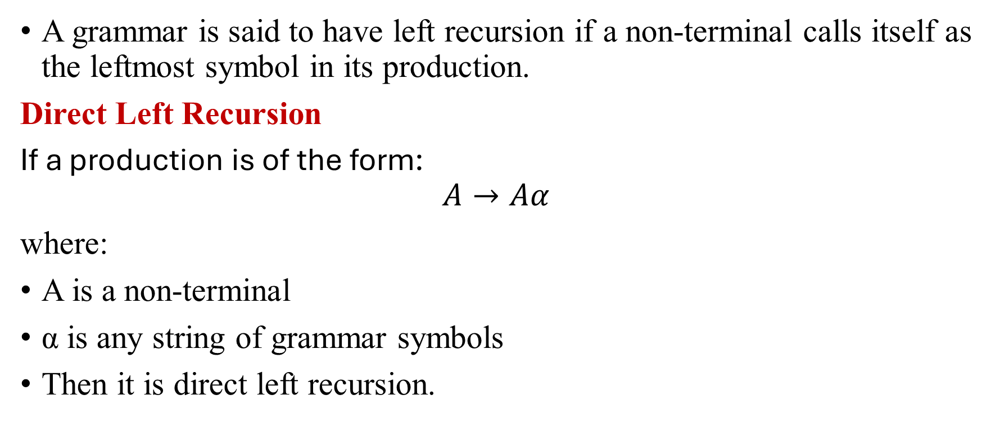 • A grammar is said to have left recursion if a non-terminal calls itself as
the leftmost symbol in its production.
Direct Left Recursion
If a production is of the form:
A → Aα
where:
• A is a non-terminal
• α is any string of grammar symbols
• Then it is direct left recursion.